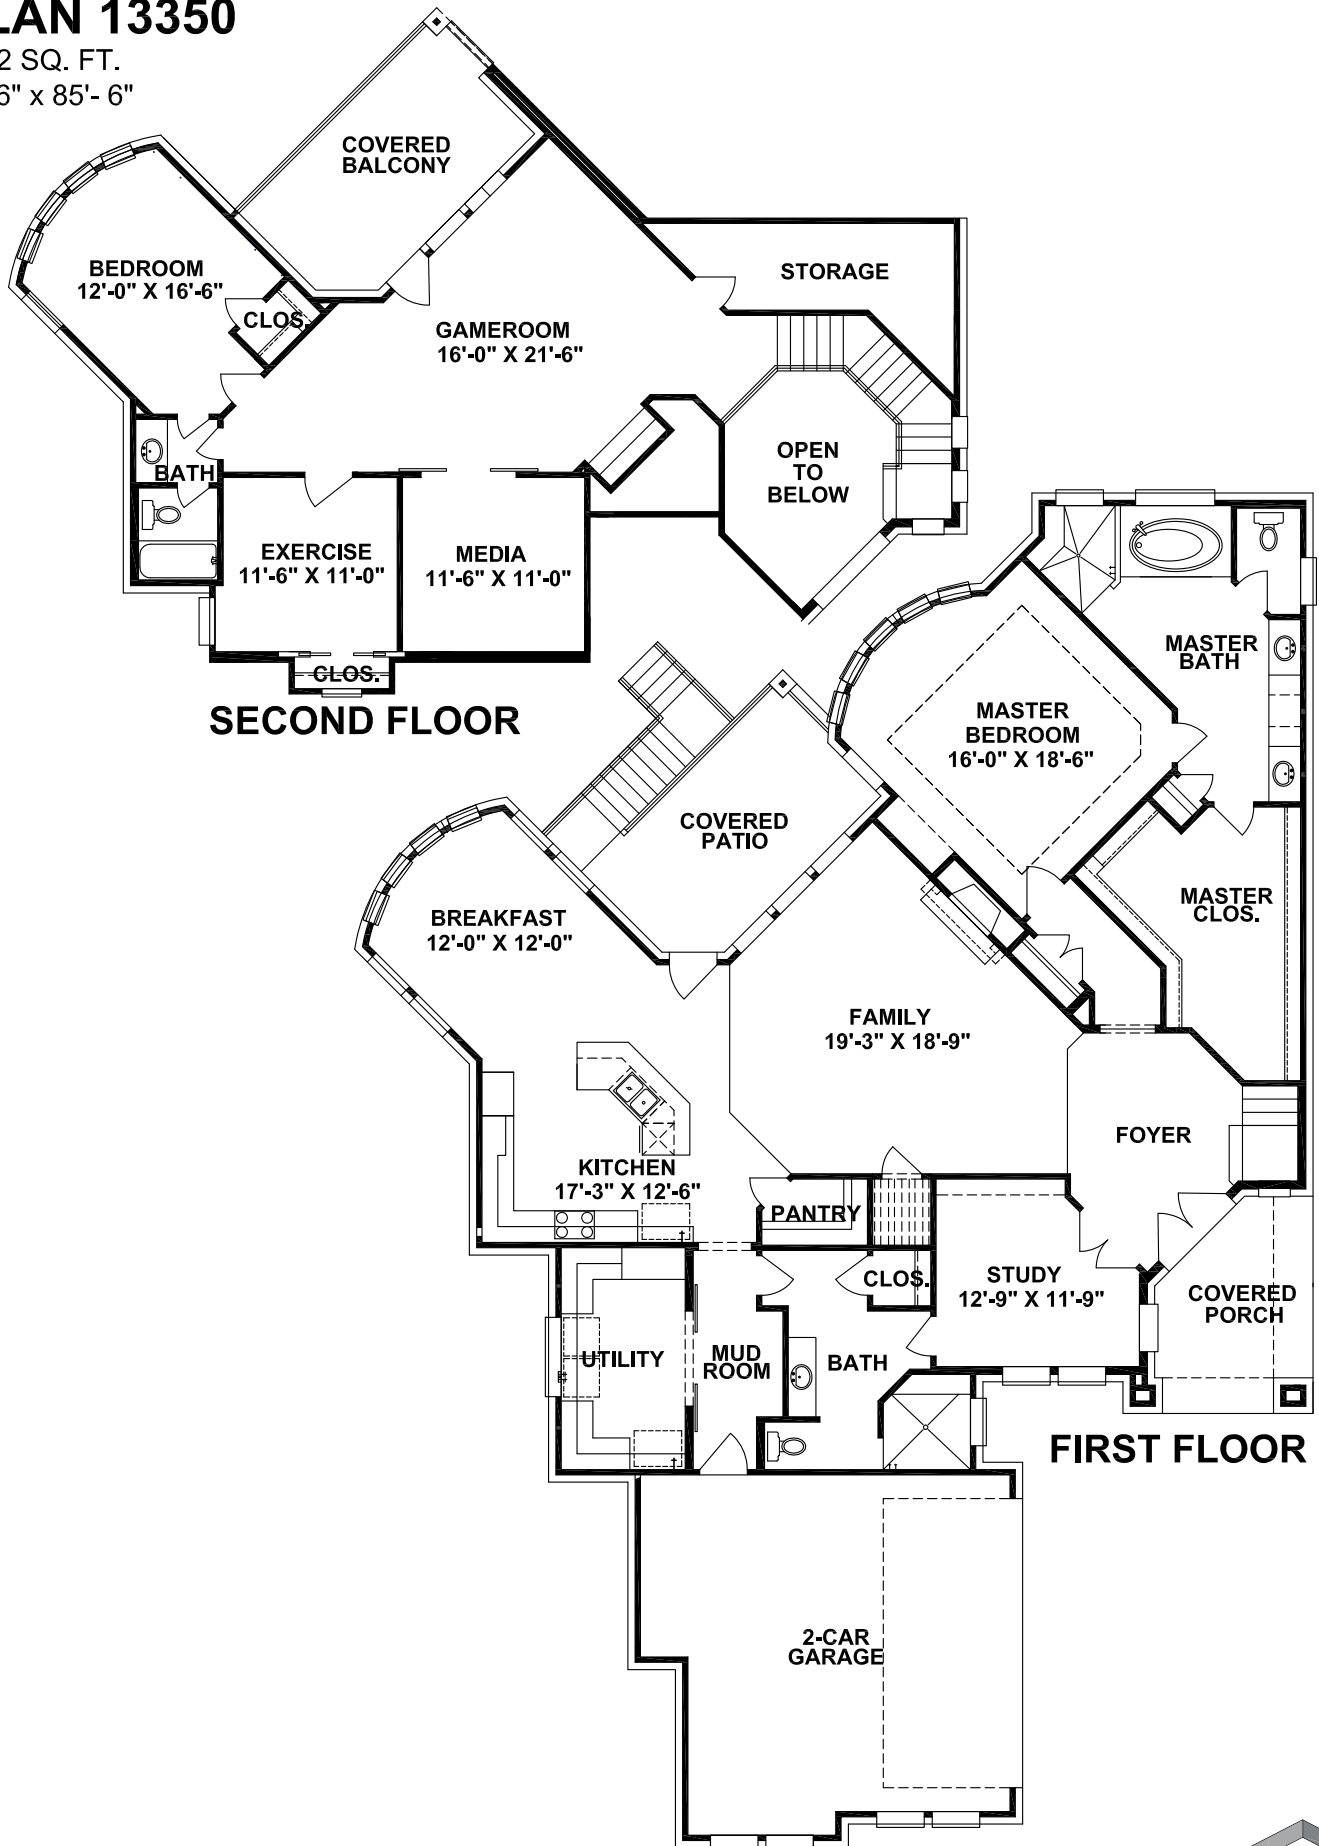 LAN 13350
2 SQ. FT.
6" x 85'- 6"
COVERED
BALCONY
BEDROOM
12'-0" X 16'-6"
CLOS.
STORAGE
GAMEROOM
16'-0" X 21'-6"
OPEN
TO
BELOW
BATH
EXERCISE
11'-6" X 11'-0"
MEDIA
11'-6" X 11'-0"
CLOS.
SECOND FLOOR
MASTER
BATH
MASTER
BEDROOM
16'-0" X 18'-6"
COVERED
PATIO
MASTER
CLOS.
BREAKFAST
12'-0" X 12'-0"
FAMILY
19'-3" X 18'-9"
FOYER
KITCHEN
17'-3" X 12'-6"
PANTRY
CLOS.
STUDY
12'-9" X 11'-9"
COVERED
PORCH
UTILITY
MUD
ROOM
BATH
FIRST FLOOR
2-CAR
GARAGE